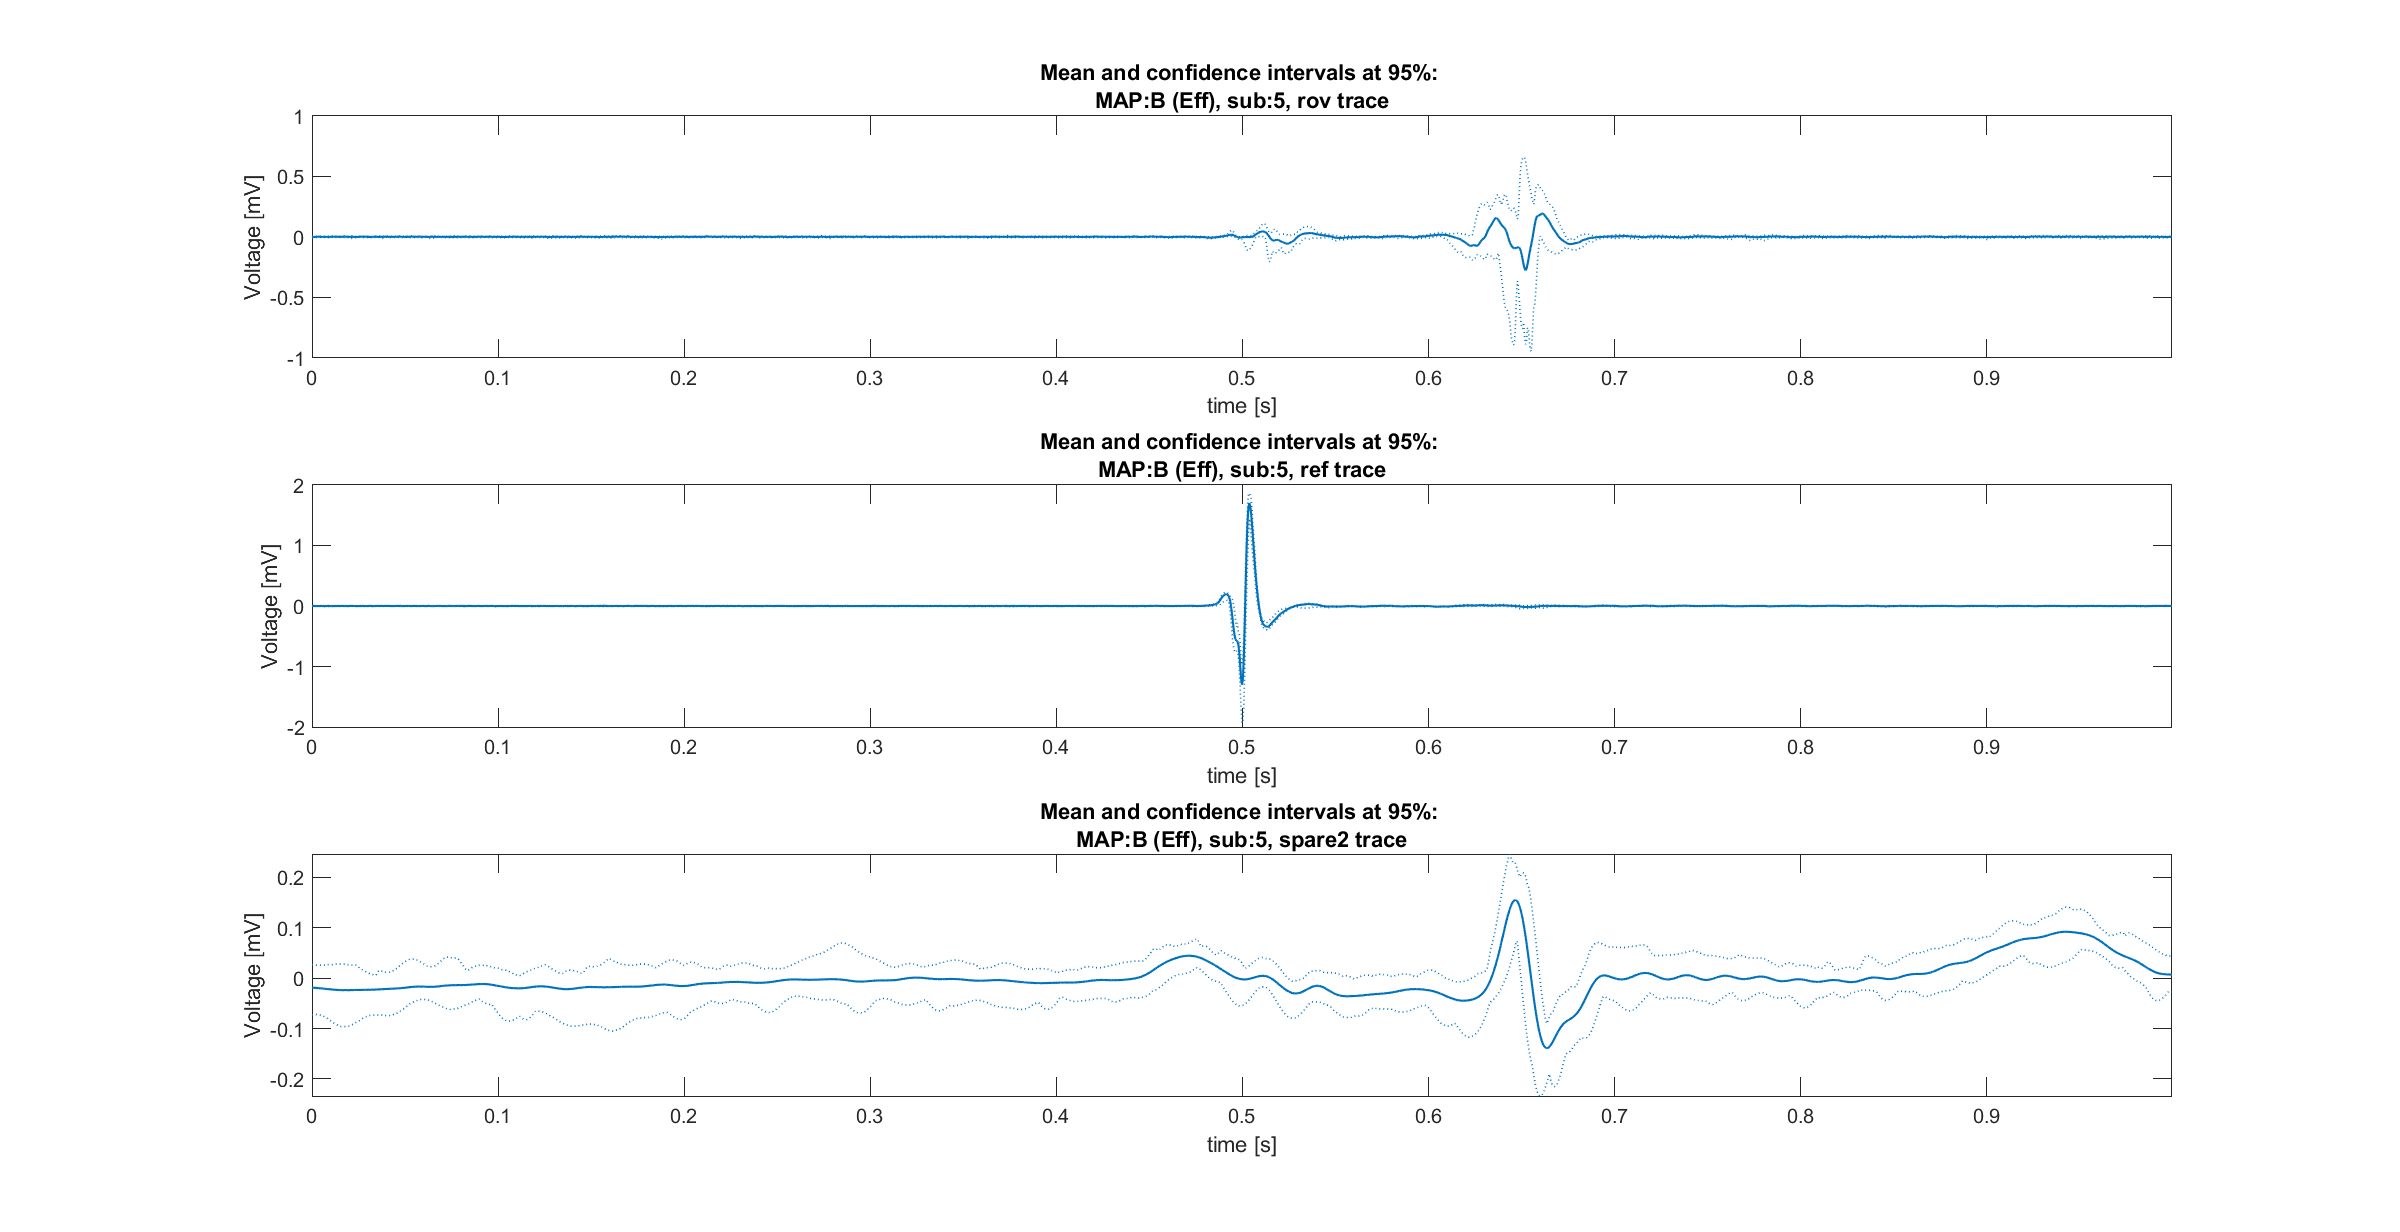 Mean and confidence intervals at 95%:
MAP:B (Eff), sub:5, rov trace
1
0.5
0
-0.5
-1
Voltage [mV]
0 0.1 0.2 0.3 0.4 0.5 0.6 0.7 0.8 0.9
time [s]
Mean and confidence intervals at 95%:
MAP:B (Eff), sub:5, ref trace
2
1
0
-1
-2
Voltage [mV]
0 0.1 0.2 0.3 0.4 0.5 0.6 0.7 0.8 0.9
time [s]
Mean and confidence intervals at 95%:
MAP:B (Eff), sub:5, spare2 trace
0.2
0.1
0
-0.1
-0.2
Voltage [mV]
0 0.1 0.2 0.3 0.4 0.5 0.6 0.7 0.8 0.9
time [s]